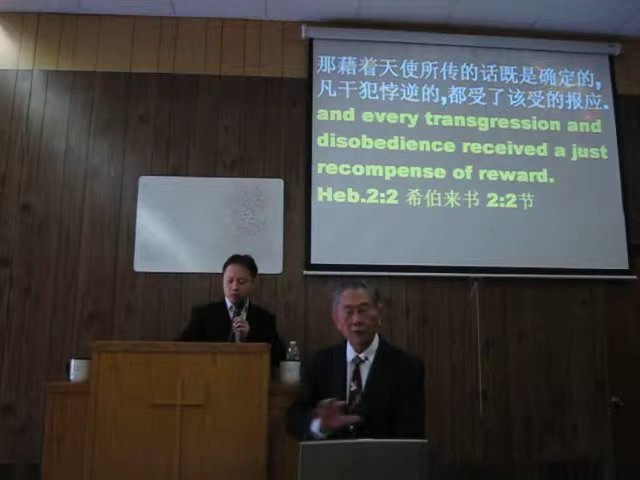 那藉着天使所传的话既是确定的,
凡干犯悖逆的,都受了该受的报应.
and every transgression and
disobedience received a just
recompense of reward.
Heb.2:2 希伯来书 2:2节